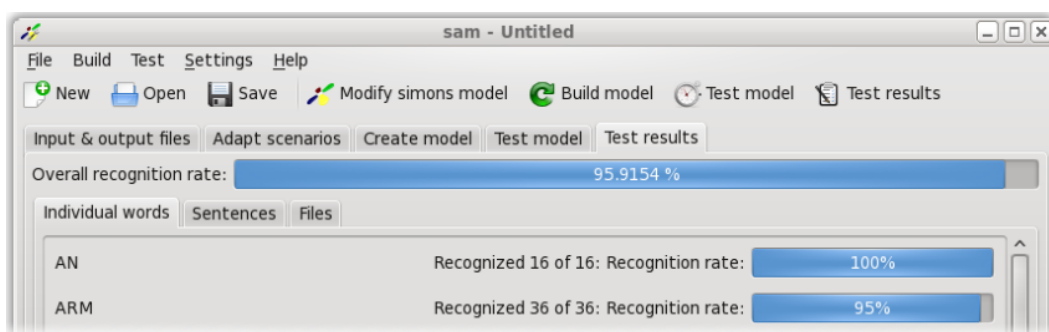 sam - Untitled
File Build Test Settings Help
New Open Save Modify simons model Build model Test model Test results
Input & output files Adapt scenarios Create model Test model Test results
Overall recognition rate: 95.9154 %
Individual words Sentences Files
AN Recognized 16 of 16: Recognition rate: 100%
ARM Recognized 36 of 36: Recognition rate: 95%